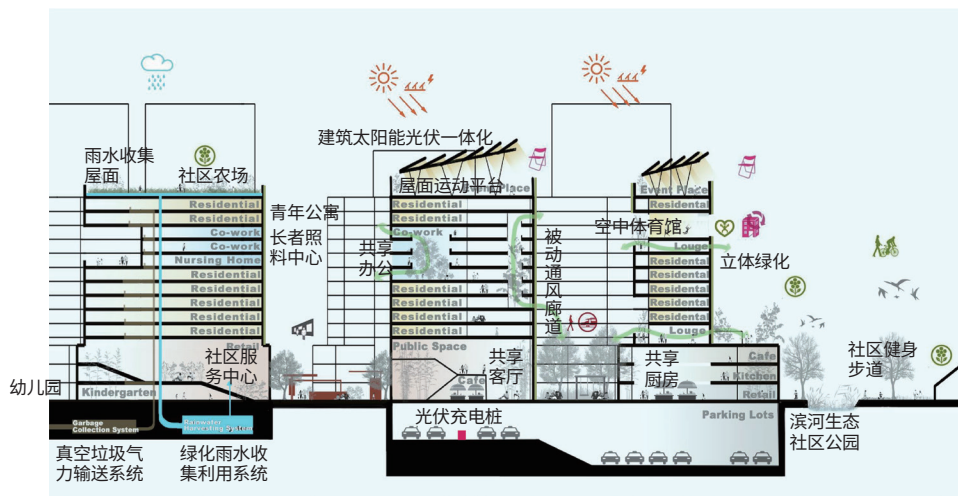 建筑太阳能光伏一体化
雨水收集
屋面
社区农场
屋面运动平台
Event Place
Event Place
Residential
Residential
Co-work
Co-work
Nursing Home
Residential
Residential
Residential
Residential
Residential
Retail
青年公寓
长者照
料中心
Residential
Residential
Co-work
共享
办公
Residential
Residential
Residential
Residential
Public Space
被动通风廊道
Residental
空中体育馆
Louge
Residental
Residental
Residental
Residental
Residental
Louge
立体绿化
社区服
务中心
幼儿园
Kindergarten
Cafe
共享
客厅
共享
厨房
Cafe
Kitchen
Retail
社区健身
步道
Garbage
Collection System
Rainwater
Harvesting System
光伏充电桩
Parking Lots
滨河生态
社区公园
真空垃圾气
力输送系统
绿化雨水收
集利用系统